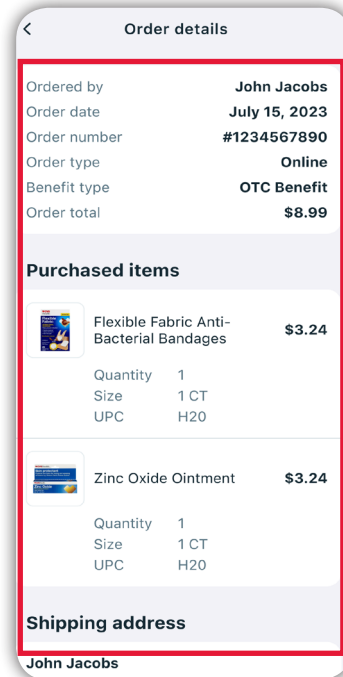 Order details
Ordered by John Jacobs
Order date July 15, 2023
Order number #1234567890
Order type Online
Benefit type OTC Benefit
Order total $8.99
Purchased items
Flexible Fabric Anti-
Bacterial Bandages $3.24
Quantity 1
Size 1 CT
UPC H20
Zinc Oxide Ointment $3.24
Quantity 1
Size 1 CT
UPC H20
Shipping address
John Jacobs